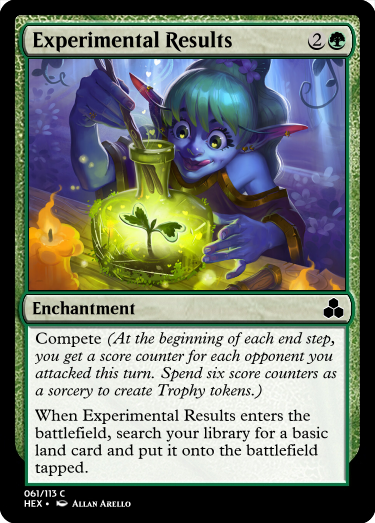 Experimental Results 2
Enchantment
Compete (At the beginning of each end step,
you get a score counter for each opponent you
attacked this turn. Spend six score counters as
a sorcery to create Trophy tokens.)
When Experimental Results enters the
battlefield, search your library for a basic
land card and put it onto the battlefield
tapped.
061/113 C
HEX • Allan Arello